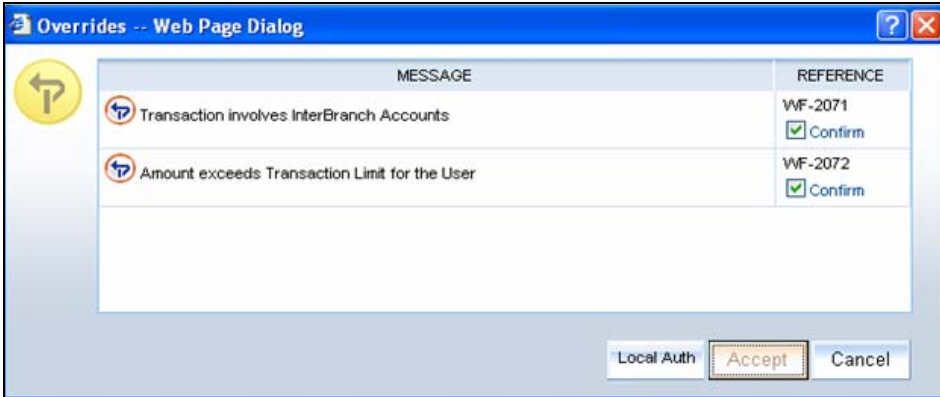 Overrides -- Web Page Dialog
MESSAGE REFERENCE
Transaction involves InterBranch Accounts WF-2071
Confirm
Amount exceeds Transaction Limit for the User WF-2072
Confirm
Local Auth Accept Cancel